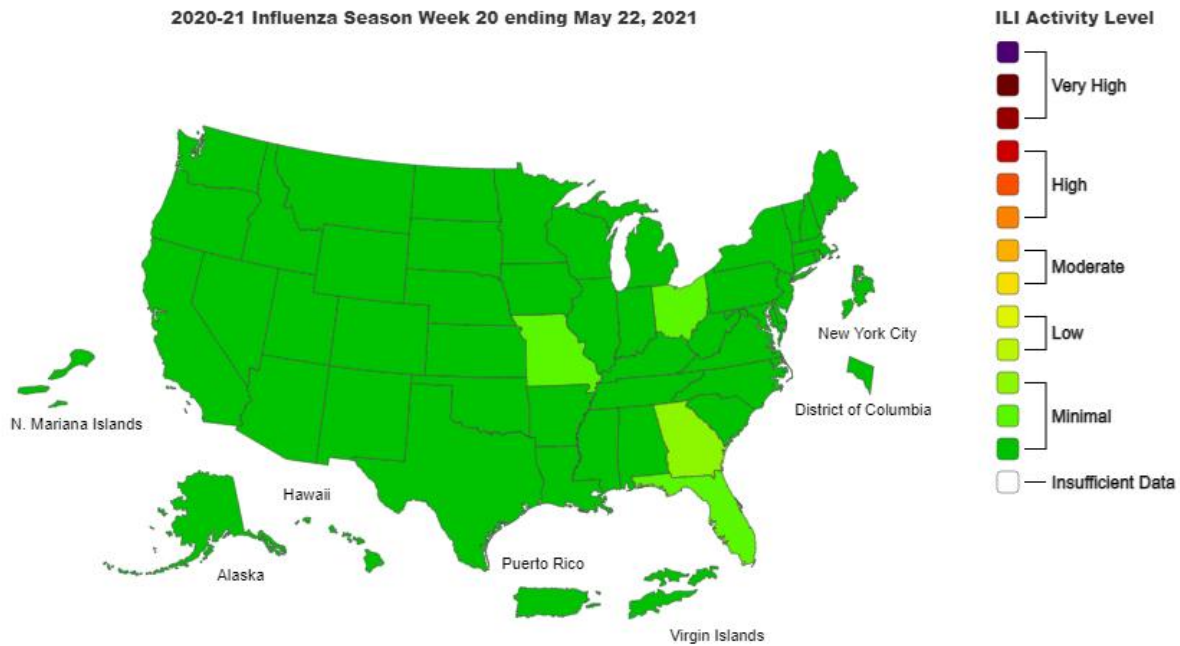 2020-21 Influenza Season Week 20 ending May 22, 2021
ILI Activity Level
Very High
High
Moderate
Low
Minimal
Insufficient Data
New York City
District of Columbia
N. Mariana Islands
Hawaii
Alaska
Puerto Rico
Virgin Islands